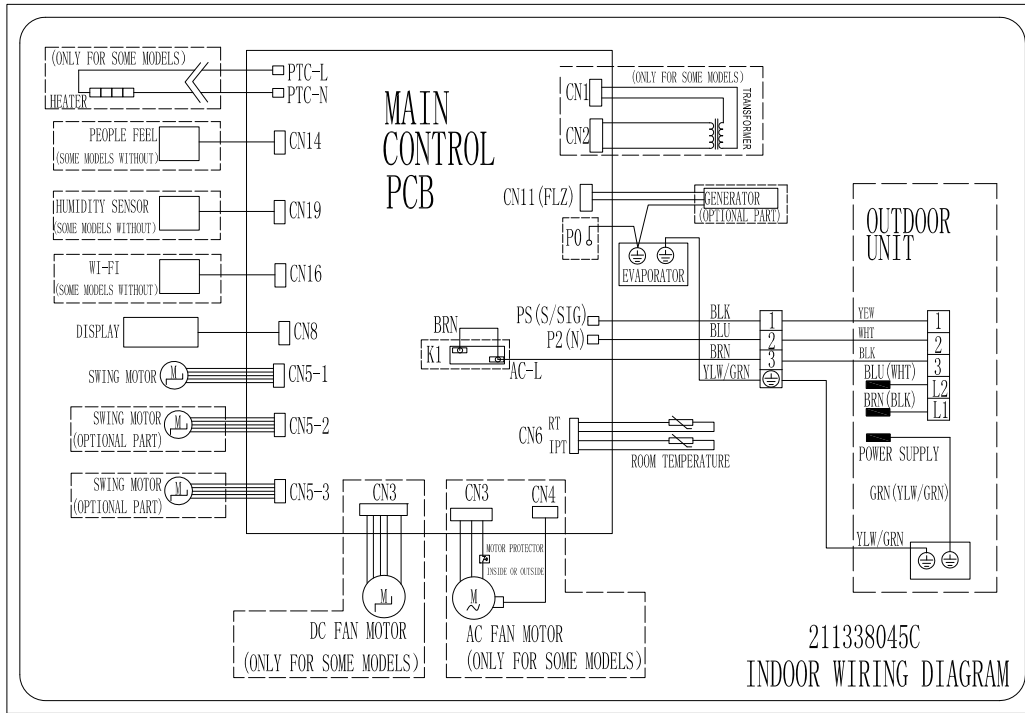 (ONLY FOR SOME MODELS)
HEATER
PTC-L
PTC-N
PEOPLE FEEL
(SOME MODELS WITHOUT)
CN14
HUMIDITY SENSOR
(SOME MODELS WITHOUT)
CN19
WI-FI
(SOME MODELS WITHOUT)
CN16
DISPLAY
CN8
SWING MOTOR
M
CN5-1
SWING MOTOR
(OPTIONAL PART)
M
CN5-2
SWING MOTOR
(OPTIONAL PART)
M
CN5-3
MAIN
CONTROL
PCB
(ONLY FOR SOME MODELS)
CN1
CN2
TRANSFORMER
CN11(FLZ)
GENERATOR
(OPTIONAL PART)
P0
EVAPORATOR
PS(S/SIG)
P2(N)
BRN
K1
AC-L
BLK
BLU
BRN
YLW/GRN
1
2
3
CN6
RT
IPT
ROOM TEMPERATURE
OUTDOOR
UNIT
YEW
WHT
BLK
BLU(WHT)
BRN(BLK)
1
2
3
L2
L1
POWER SUPPLY
GRN(YLW/GRN)
YLW/GRN
CN3
M
DC FAN MOTOR
(ONLY FOR SOME MODELS)
CN3
CN4
MOTOR PROTECTOR
INSIDE OR OUTSIDE
M
AC FAN MOTOR
(ONLY FOR SOME MODELS)
211338045C
INDOOR WIRING DIAGRAM